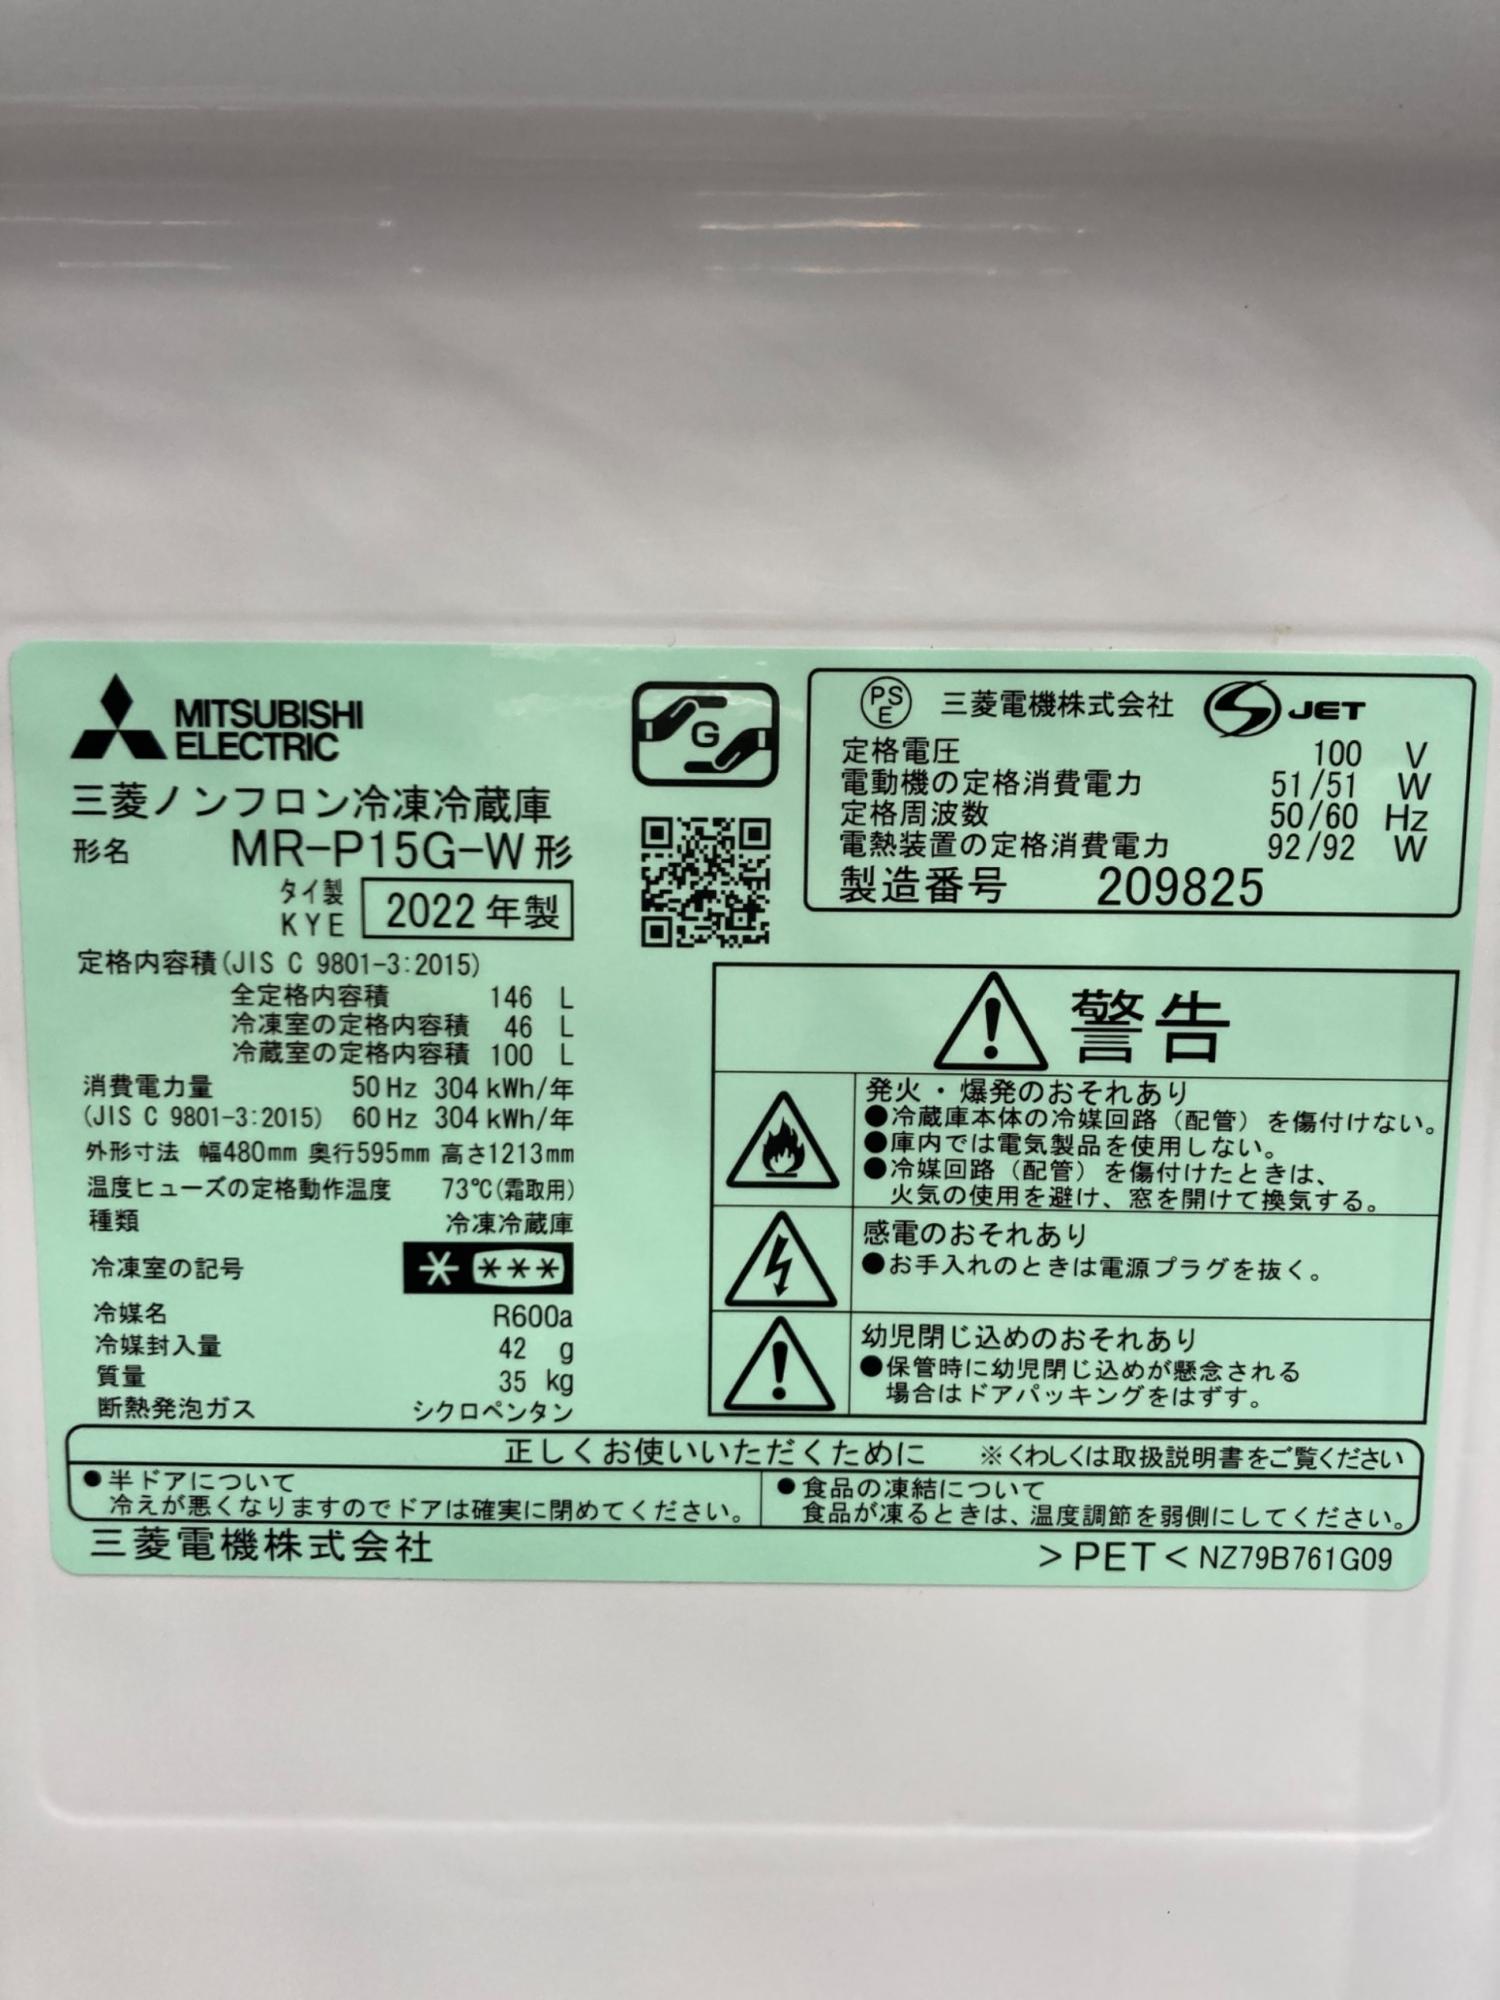 MITSUBISHI
ELECTRIC
三菱ノンフロン冷凍冷蔵庫
形名 MR-P15G-W形
タイ製
KYE
2022年製
定格内容積(JIS C 9801-3:2015)
全定格内容積 146 L
冷凍室の定格内容積 46 L
冷蔵室の定格内容積 100 L
消費電力量 50Hz 304kWh/年
(JIS C 9801-3:2015) 60Hz 304kWh/年
外形寸法 幅480mm 奥行595mm 高さ1213mm
温度ヒューズの定格動作温度 73℃(霜取用)
種類 冷凍冷蔵庫
冷凍室の記号 * ***
冷媒名 R600a
冷媒封入量 42 g
質量 35 kg
断熱発泡ガス シクロペンタン
G
PSE 三菱電機株式会社 JET
定格電圧 100 V
電動機の定格消費電力 51/51 W
定格周波数 50/60 Hz
電熱装置の定格消費電力 92/92 W
製造番号 209825
警告
発火・爆発のおそれあり
●冷蔵庫本体の冷媒回路(配管)を傷付けない。
●庫内では電気製品を使用しない。
●冷媒回路(配管)を傷付けたときは、
火気の使用を避け、窓を開けて換気する。
感電のおそれあり
●お手入れのときは電源プラグを抜く。
幼児閉じ込めのおそれあり
●保管時に幼児閉じ込めが懸念される
場合はドアパッキングをはずす。
正しくお使いいただくために ※くわしくは取扱説明書をご覧ください
●半ドアについて
冷えが悪くなりますのでドアは確実に閉めてください。
●食品の凍結について
食品が凍るときは、温度調節を弱側にしてください。
三菱電機株式会社
>PET< NZ79B761G09